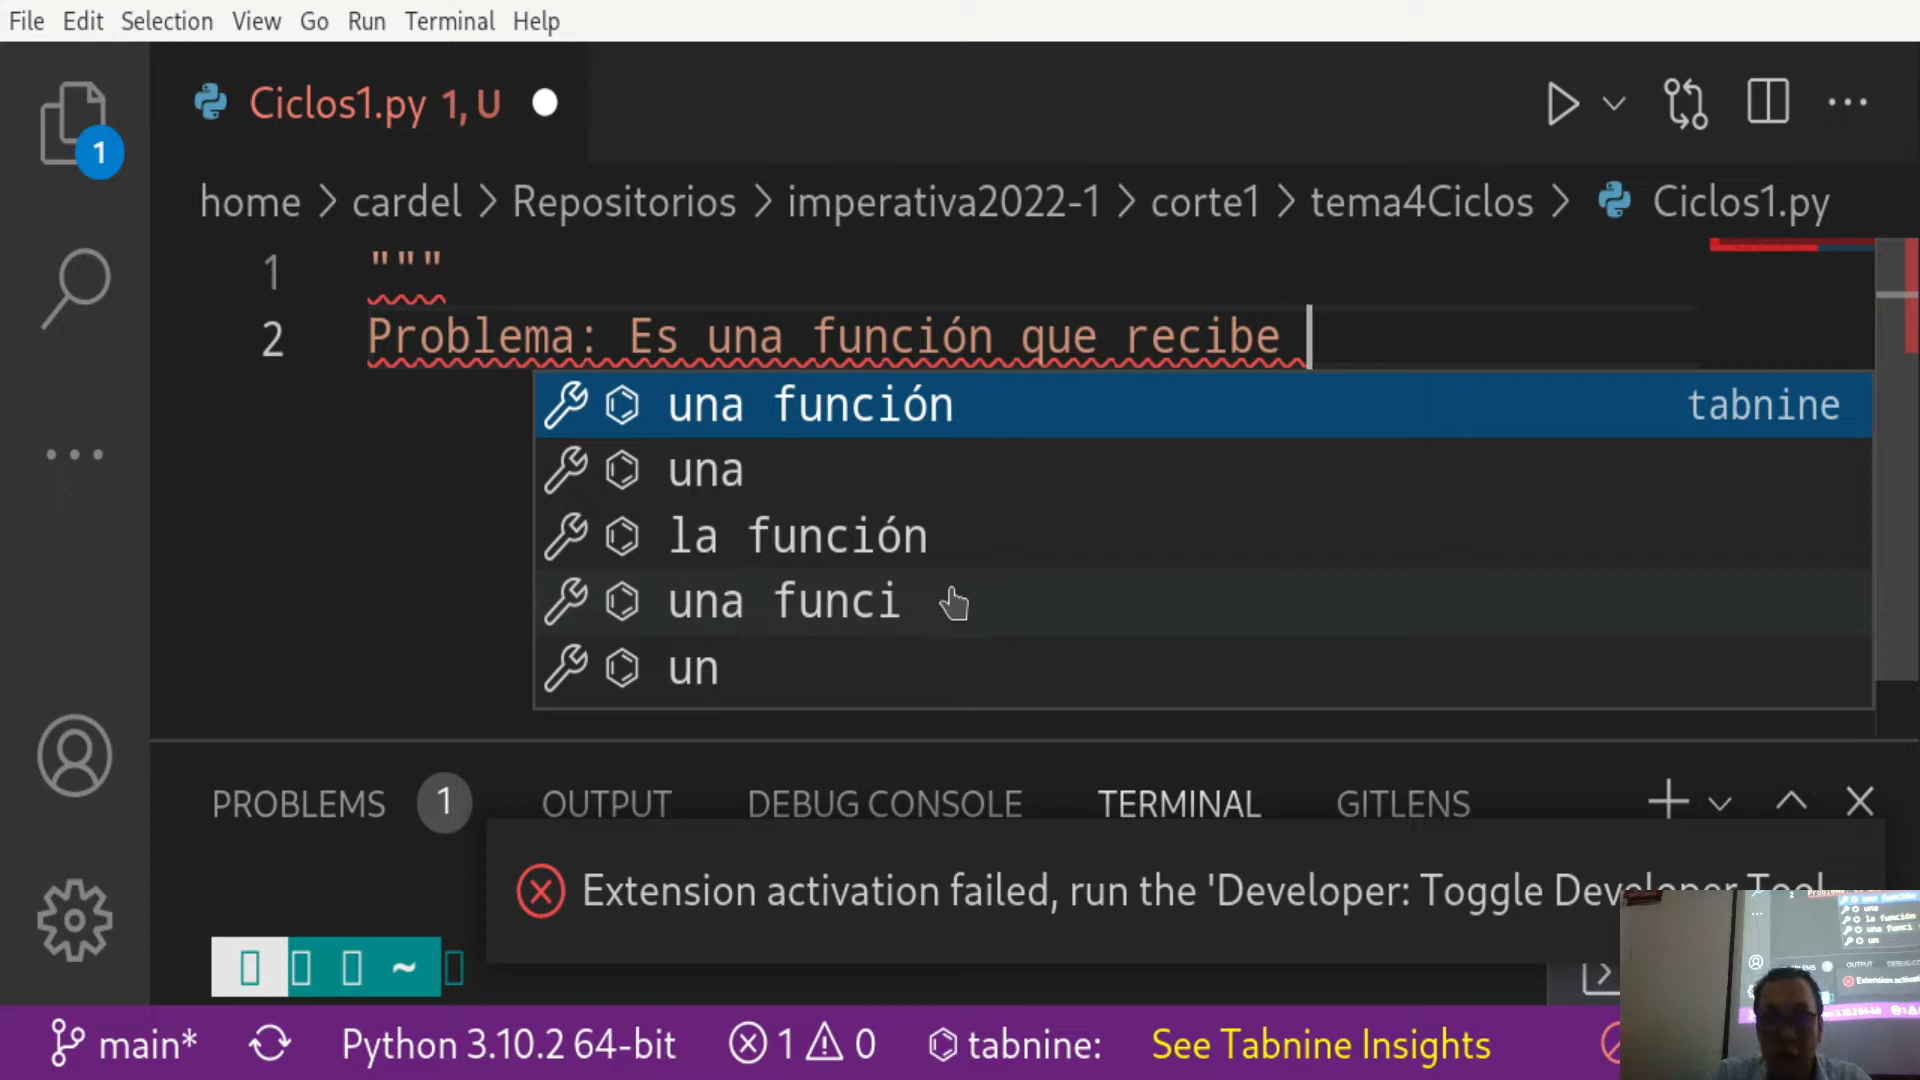 File Edit Selection View Go Run Terminal Help
Ciclos1.py 1, U
1
home > cardel > Repositorios > imperativa2022-1 > corte1 > tema4Ciclos > Ciclos1.py
1 """
2 Problema: Es una función que recibe
una función tabnine
una
la función
una funci
un
PROBLEMS 1 OUTPUT DEBUG CONSOLE TERMINAL GITLENS
Extension activation failed, run the 'Developer: Toggle Developer Tool
~
main* Python 3.10.2 64-bit 1 0 tabnine: See Tabnine Insights